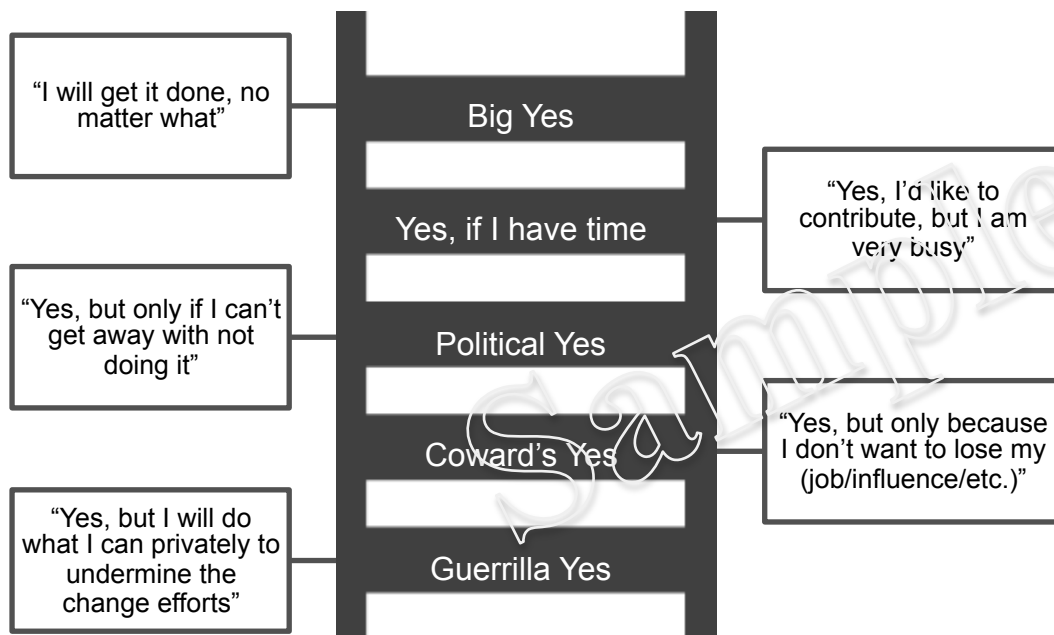 “I will get it done, no
matter what”
Big Yes
Yes, if I have time
“Yes, I’d like to
contribute, but I am
very busy”
“Yes, but only if I can’t
get away with not
doing it”
Political Yes
Coward’s Yes
“Yes, but only because
I don’t want to lose my
(job/influence/etc.)”
“Yes, but I will do
what I can privately to
undermine the
change efforts”
Guerrilla Yes
Sample